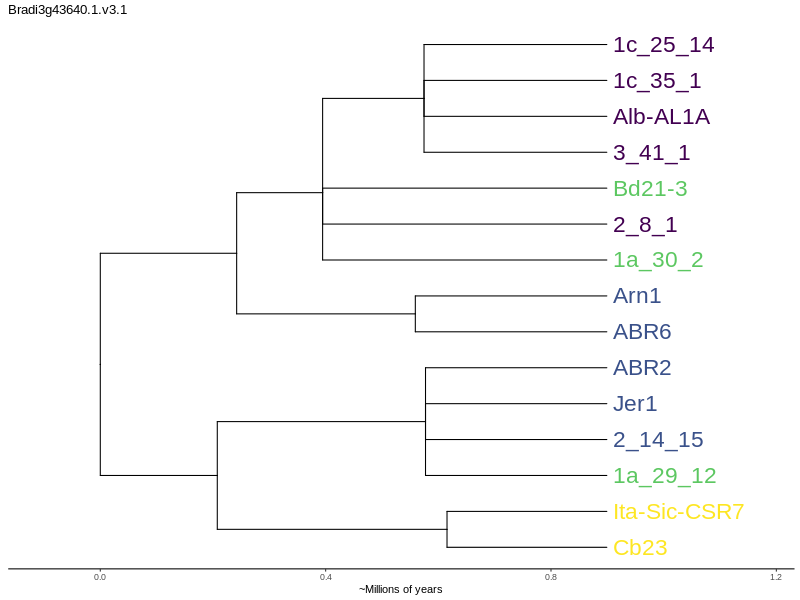 Bradi3g43640.1.v3.1
1c_25_14
1c_35_1
Alb-AL1A
3_41_1
Bd21-3
2_8_1
1a_30_2
Arn1
ABR6
ABR2
Jer1
2_14_15
1a_29_12
Ita-Sic-CSR7
Cb23
0.0 0.4 0.8 1.2
~Millions of years